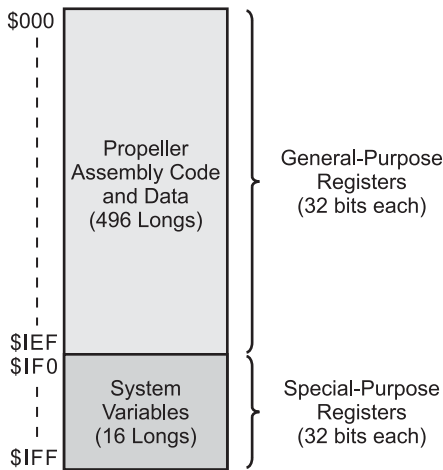 $000
Propeller
Assembly Code
and Data
(496 Longs)
General-Purpose
Registers
(32 bits each)
$IEF
$IF0
System
Variables
(16 Longs)
Special-Purpose
Registers
(32 bits each)
$IFF